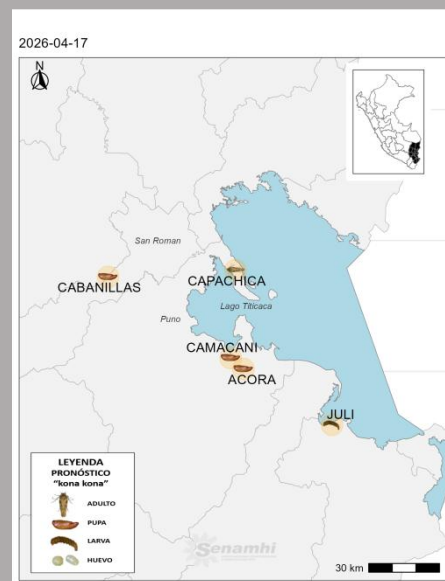 2026-04-17
N
San Roman
CABANILLAS
CAPACHICA
Lago Titicaca
Puno
CAMACANI
ACORA
JULI
LEYENDA
PRONÓSTICO
"kona kona"
ADULTO
PUPA
LARVA
HUEVO
Senamhi
30 km